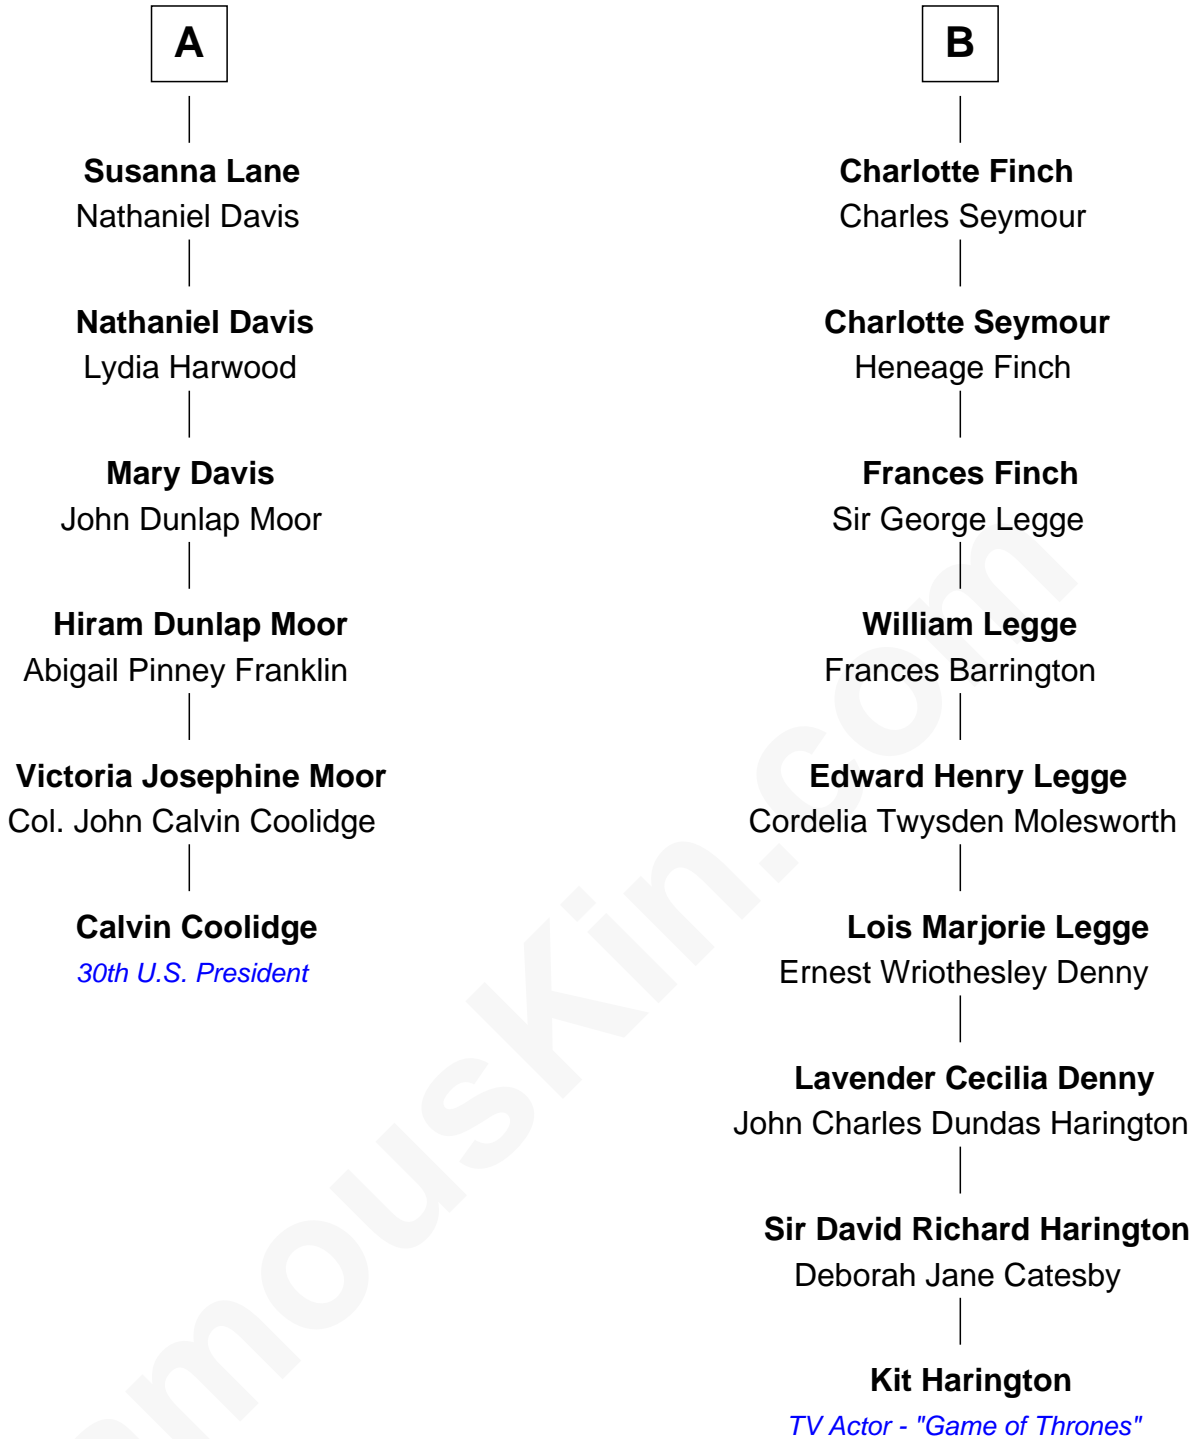 A
Susanna Lane
Nathaniel Davis
Nathaniel Davis
Lydia Harwood
Mary Davis
John Dunlap Moor
Hiram Dunlap Moor
Abigail Pinney Franklin
Victoria Josephine Moor
Col. John Calvin Coolidge
Calvin Coolidge
30th U.S. President
B
Charlotte Finch
Charles Seymour
Charlotte Seymour
Heneage Finch
Frances Finch
Sir George Legge
William Legge
Frances Barrington
Edward Henry Legge
Cordelia Twysden Molesworth
Lois Marjorie Legge
Ernest Wriothesley Denny
Lavender Cecilia Denny
John Charles Dundas Harington
Sir David Richard Harington
Deborah Jane Catesby
Kit Harington
TV Actor - "Game of Thrones"
amouskin.com